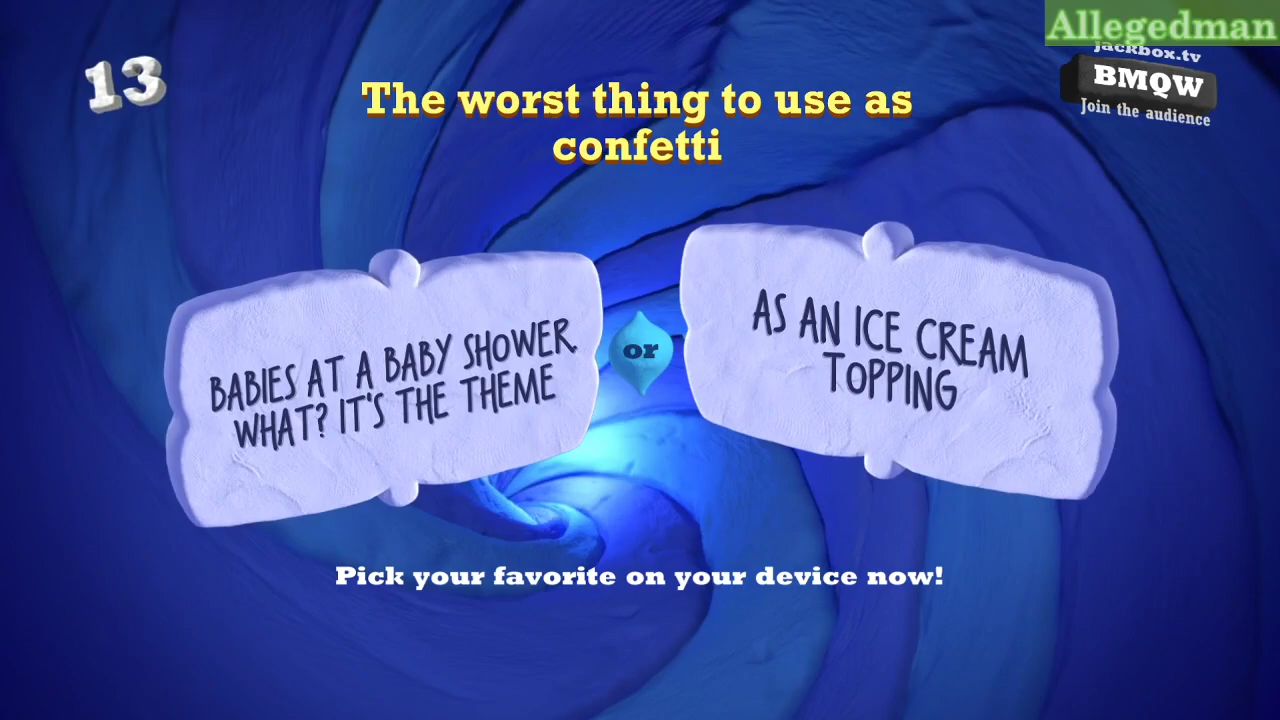 Allegedman
13
jackbox.tv
BMQW
Join the audience
The worst thing to use as
confetti
BABIES AT A BABY SHOWER.
WHAT? IT'S THE THEME
or
AS AN ICE CREAM
TOPPING
Pick your favorite on your device now!